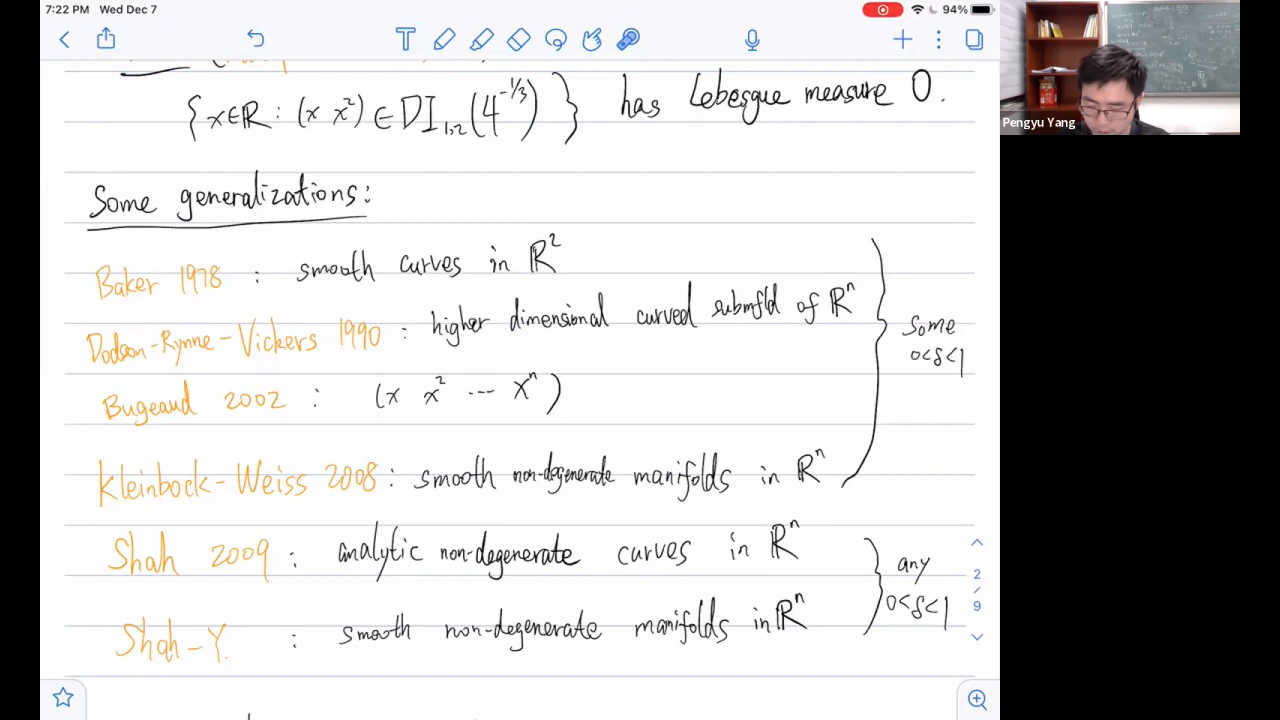 7:22 PM Wed Dec 7
94%
{x∈ℝ : (x x²) ∈ DI₁,₂(4^{-1/3})} has Lebesgue measure 0.
Some generalizations:
Baker 1978 : smooth curves in ℝ²
Dodson-Rynne-Vickers 1990 : higher dimensional curved submfld of ℝⁿ
Bugeaud 2002 : (x x² ... xⁿ)
Kleinbock-Weiss 2008 : smooth non-degenerate manifolds in ℝⁿ
some
0<δ<1
Shah 2009 : analytic non-degenerate curves in ℝⁿ
Shah-Y. : smooth non-degenerate manifolds in ℝⁿ
any
0<δ<1
2
/
9
Pengyu Yang